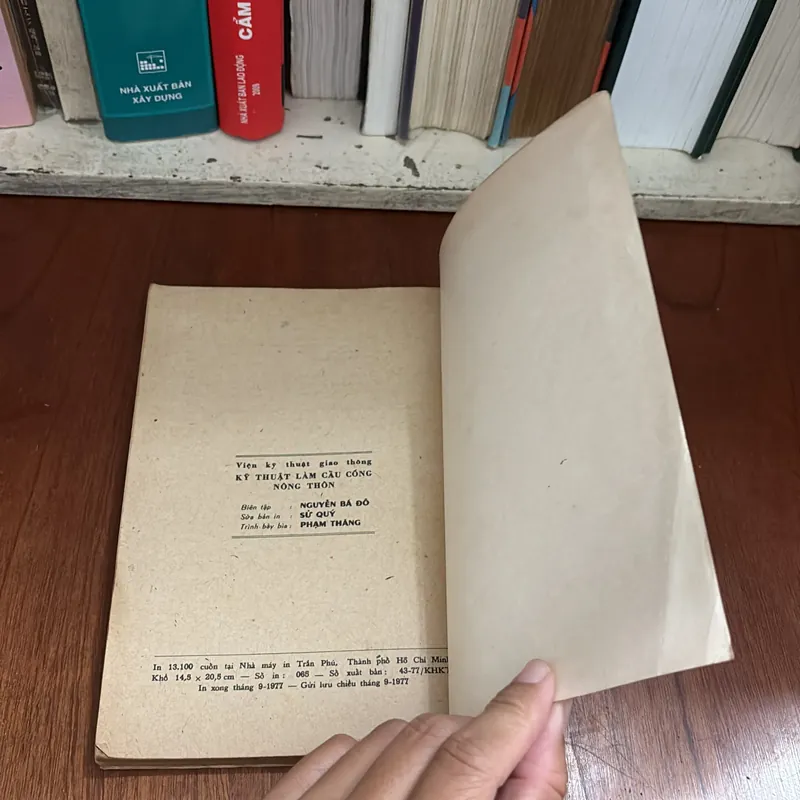 NHÀ XUẤT BẢN
XÂY DỰNG
CẨM
NHÀ XUẤT BẢN LAO ĐỘNG
2009
Viện kỹ thuật giao thông
KỸ THUẬT LÀM CẦU CỐNG
NÔNG THÔN
Biên tập : NGUYỄN BÁ ĐÔ
Sửa bản in : SỬ QUÝ
Trình bày bìa : PHẠM THĂNG
In 13.100 cuốn tại Nhà máy in Trần Phú, Thành phố Hồ Chí Minh
Khổ 14,5 × 20,5 cm — Số in : 065 — Số xuất bản : 43-77/KHKT
In xong tháng 9-1977 — Gửi lưu chiểu tháng 9-1977